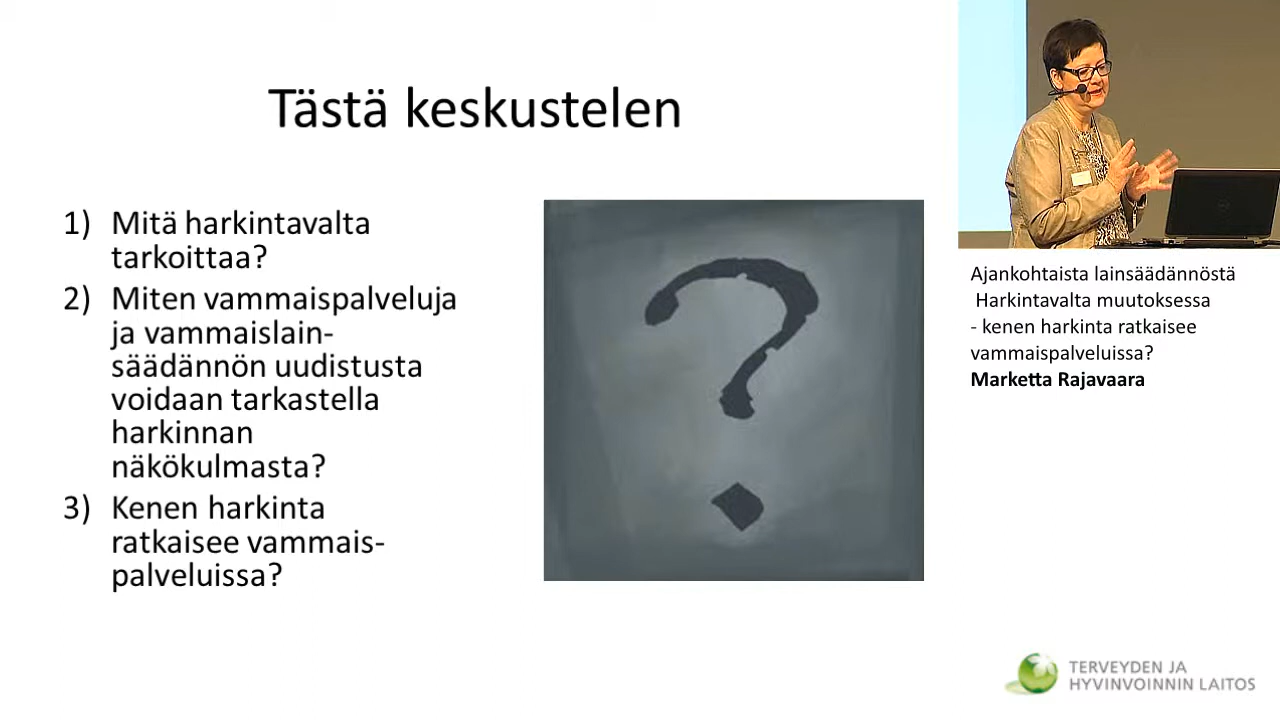 Tästä keskustelen
1) Mitä harkintavalta
tarkoittaa?
2) Miten vammaispalveluja
ja vammaislain-
säädännön uudistusta
voidaan tarkastella
harkinnan
näkökulmasta?
3) Kenen harkinta
ratkaisee vammais-
palveluissa?
?
Ajankohtaista lainsäädännöstä
Harkintavalta muutoksessa
- kenen harkinta ratkaisee
vammaispalveluissa?
Marketta Rajavaara
TERVEYDEN JA
HYVINVOINNIN LAITOS